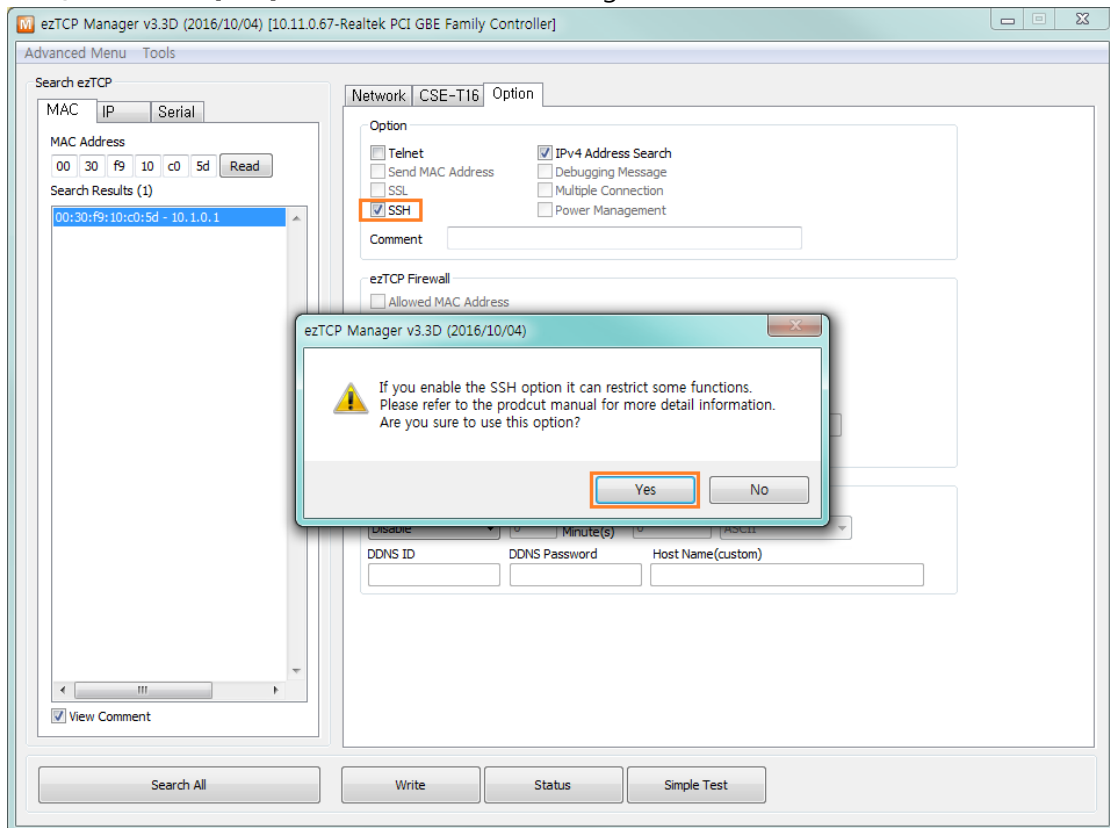 ezTCP Manager v3.3D (2016/10/04) [10.11.0.67-Realtek PCI GBE Family Controller]
Advanced Menu Tools
Search ezTCP
MAC IP Serial
MAC Address
00 30 f9 10 c0 5d Read
Search Results (1)
00:30:f9:10:c0:5d - 10.1.0.1
View Comment
Network CSE-T16 Option
Option
Telnet IPv4 Address Search
Send MAC Address Debugging Message
SSL Multiple Connection
SSH Power Management
Comment
ezTCP Firewall
Allowed MAC Address
ezTCP Manager v3.3D (2016/10/04)
If you enable the SSH option it can restrict some functions.
Please refer to the prodcut manual for more detail information.
Are you sure to use this option?
Yes No
Disable 0 Minute(s) 0 ASCII
DDNS ID DDNS Password Host Name(custom)
Search All Write Status Simple Test